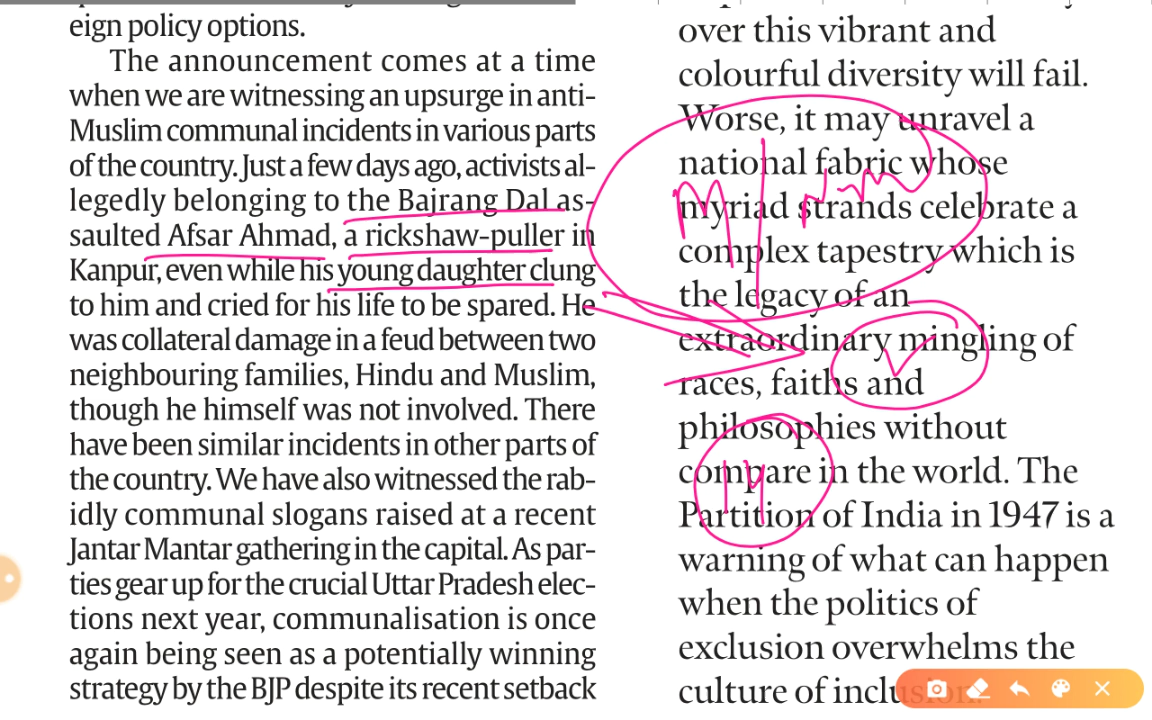 eign policy options.
The announcement comes at a time
when we are witnessing an upsurge in anti-
Muslim communal incidents in various parts
of the country. Just a few days ago, activists al-
legedly belonging to the Bajrang Dal as-
saulted Afsar Ahmad, a rickshaw-puller in
Kanpur, even while his young daughter clung
to him and cried for his life to be spared. He
was collateral damage in a feud between two
neighbouring families, Hindu and Muslim,
though he himself was not involved. There
have been similar incidents in other parts of
the country. We have also witnessed the rab-
idly communal slogans raised at a recent
Jantar Mantar gathering in the capital. As par-
ties gear up for the crucial Uttar Pradesh elec-
tions next year, communalisation is once
again being seen as a potentially winning
strategy by the BJP despite its recent setback
over this vibrant and
colourful diversity will fail.
Worse, it may unravel a
national fabric whose
myriad strands celebrate a
complex tapestry which is
the legacy of an
extraordinary mingling of
races, faiths and
philosophies without
compare in the world. The
Partition of India in 1947 is a
warning of what can happen
when the politics of
exclusion overwhelms the
culture of inclusion.
M
14